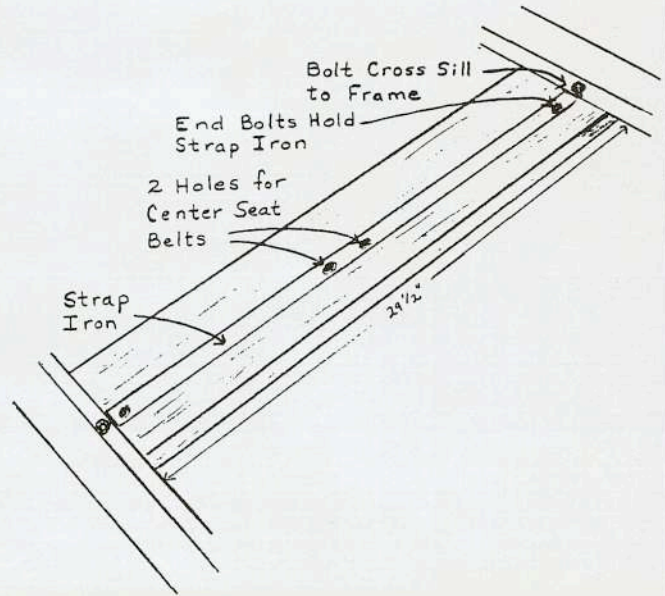 Bolt Cross Sill
to Frame
End Bolts Hold
Strap Iron
2 Holes for
Center Seat
Belts
Strap
Iron
29 1/2"